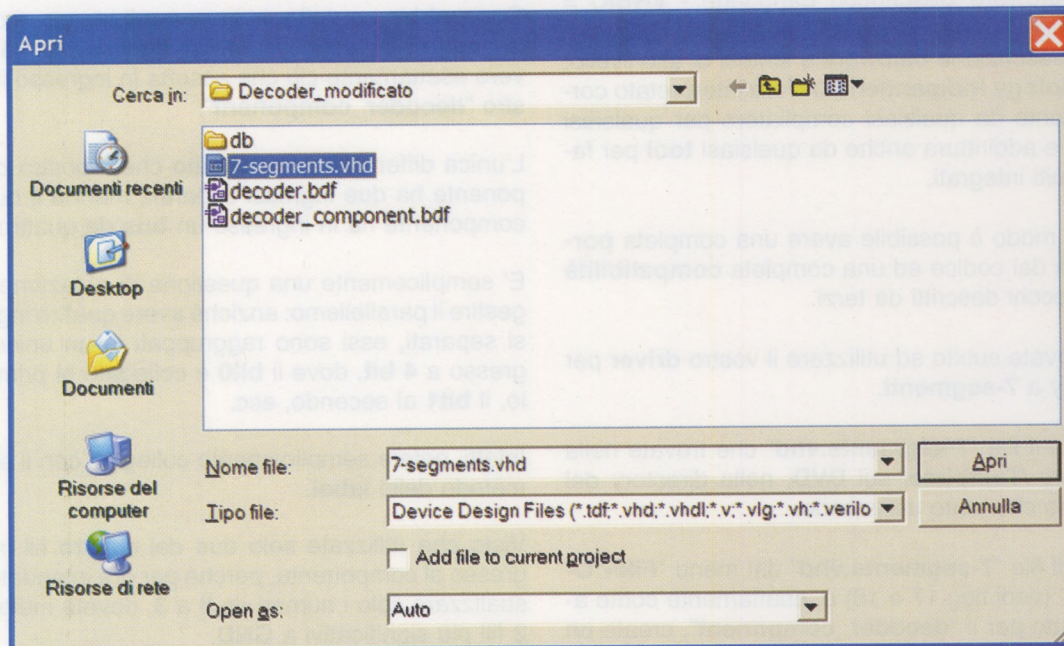 Apri
Cerca in: Decoder_modificato
Documenti recenti
Desktop
Documenti
Risorse del
computer
Risorse di rete
db
7-segments.vhd
decoder.bdf
decoder_component.bdf
Nome file: 7-segments.vhd Apri
Tipo file: Device Design Files (*.tdf;*.vhd;*.vhdl;*.v;*.vlg;*.vh;*.verilo Annulla
Add file to current project
Open as: Auto